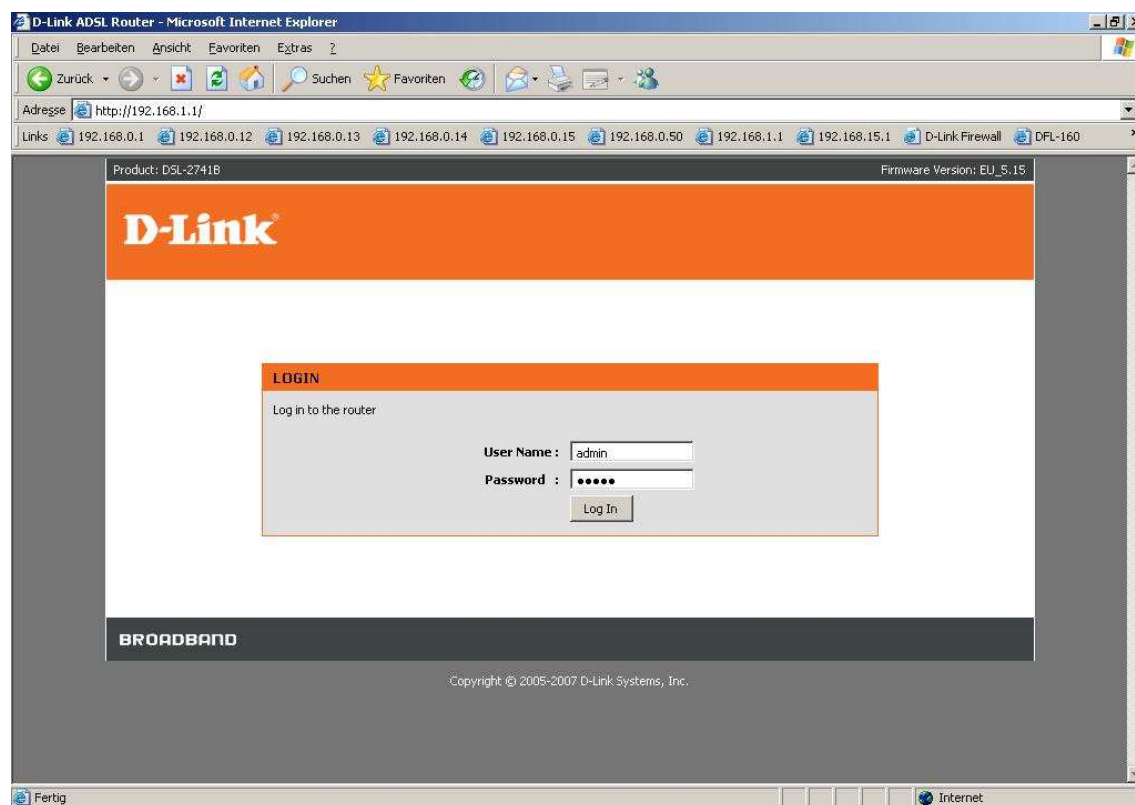 D-Link ADSL Router - Microsoft Internet Explorer
Datei Bearbeiten Ansicht Favoriten Extras ?
Zurück Suchen Favoriten
Adresse http://192.168.1.1/
Links 192.168.0.1 192.168.0.12 192.168.0.13 192.168.0.14 192.168.0.15 192.168.0.50 192.168.1.1 192.168.15.1 D-Link Firewall DFL-160
Product: DSL-2741B Firmware Version: EU_5.15
D-Link®
LOGIN
Log in to the router
User Name : admin
Password : •••••
Log In
BROADBAND
Copyright © 2005-2007 D-Link Systems, Inc.
Fertig Internet